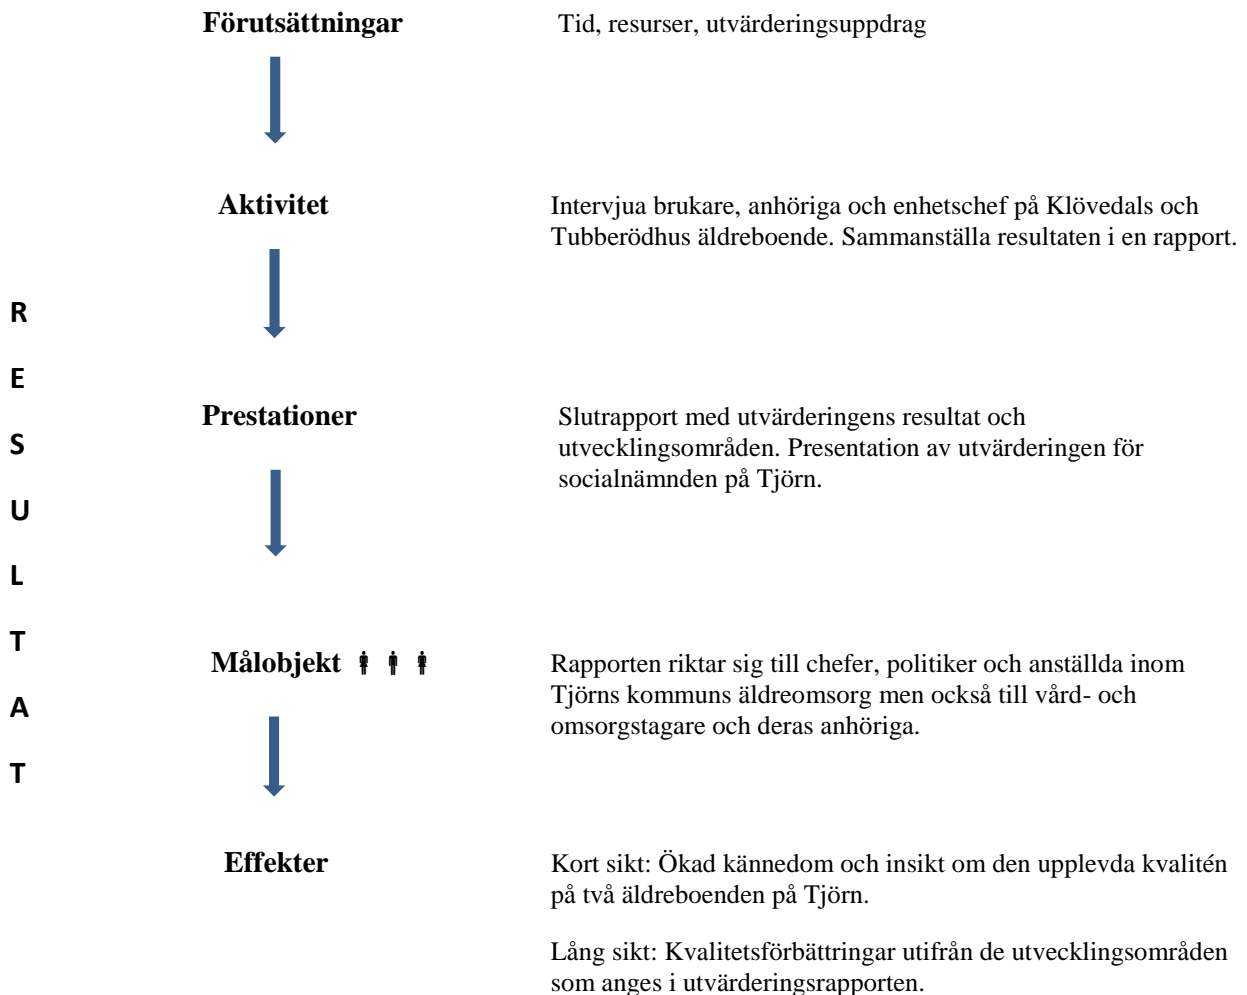 Förutsättningar
Tid, resurser, utvärderingsuppdrag
Aktivitet
Intervjua brukare, anhöriga och enhetschef på Klövedals och
Tubberödhus äldreboende. Sammanställa resultaten i en rapport.
R
E
S
U
L
T
A
T
Prestationer
Slutrapport med utvärderingens resultat och
utvecklingsområden. Presentation av utvärderingen för
socialnämnden på Tjörn.
Målobjekt
Rapporten riktar sig till chefer, politiker och anställda inom
Tjörns kommuns äldreomsorg men också till vård- och
omsorgstagare och deras anhöriga.
Effekter
Kort sikt: Ökad kännedom och insikt om den upplevda kvalitén
på två äldreboenden på Tjörn.
Lång sikt: Kvalitetsförbättringar utifrån de utvecklingsområden
som anges i utvärderingsrapporten.